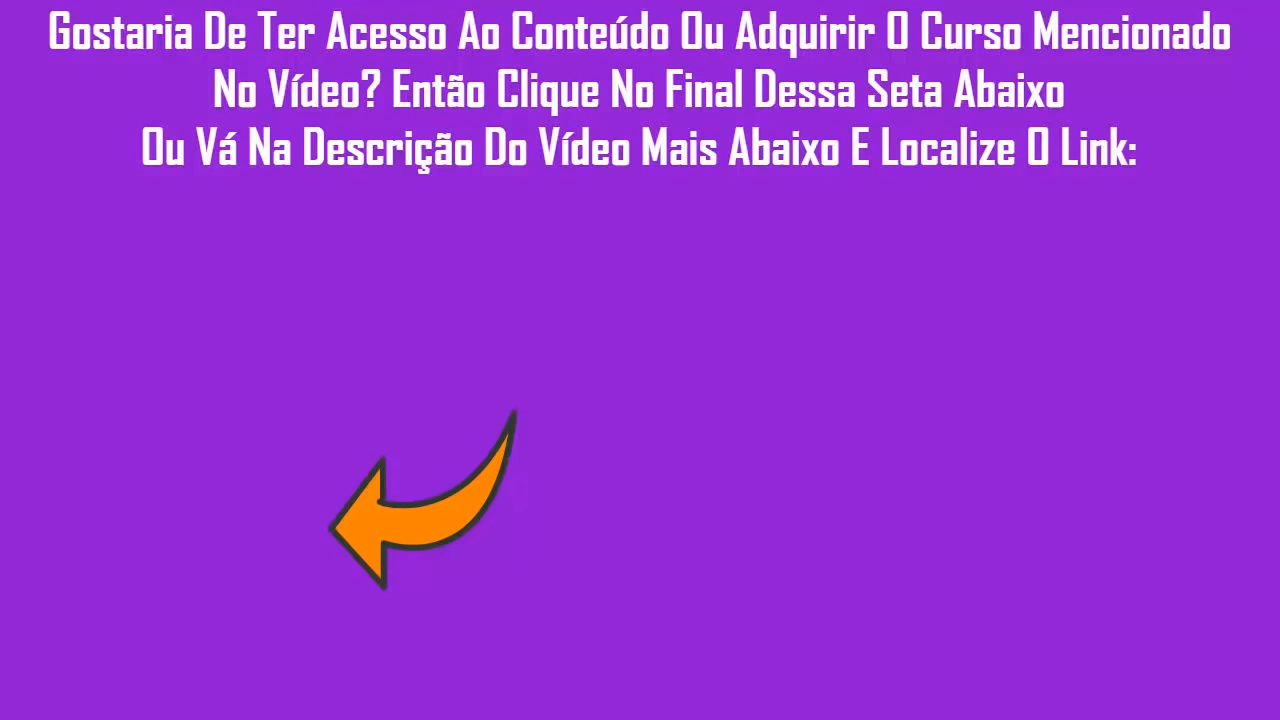 Gostaria De Ter Acesso Ao Conteúdo Ou Adquirir O Curso Mencionado
No Vídeo? Então Clique No Final Dessa Seta Abaixo
Ou Vá Na Descrição Do Vídeo Mais Abaixo E Localize O Link: